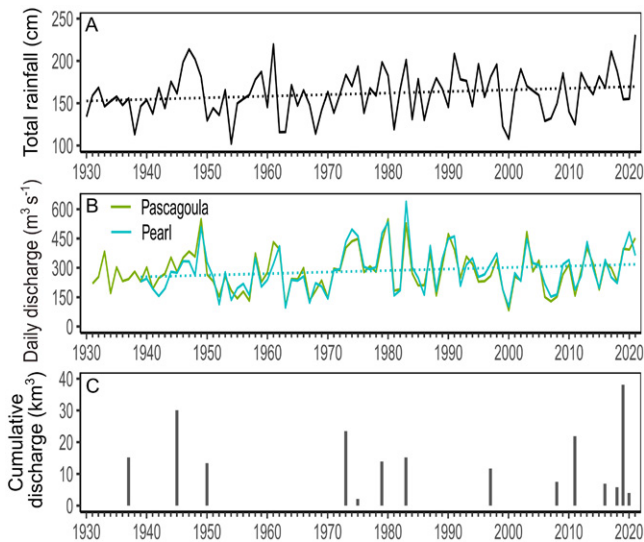 A
Total rainfall (cm)
250
200
150
100
1930 1940 1950 1960 1970 1980 1990 2000 2010 2020
B
Pascagoula
Pearl
Daily discharge (m³ s⁻¹)
600
450
300
150
0
1930 1940 1950 1960 1970 1980 1990 2000 2010 2020
C
Cumulative
discharge (km³)
40
30
20
10
0
1930 1940 1950 1960 1970 1980 1990 2000 2010 2020